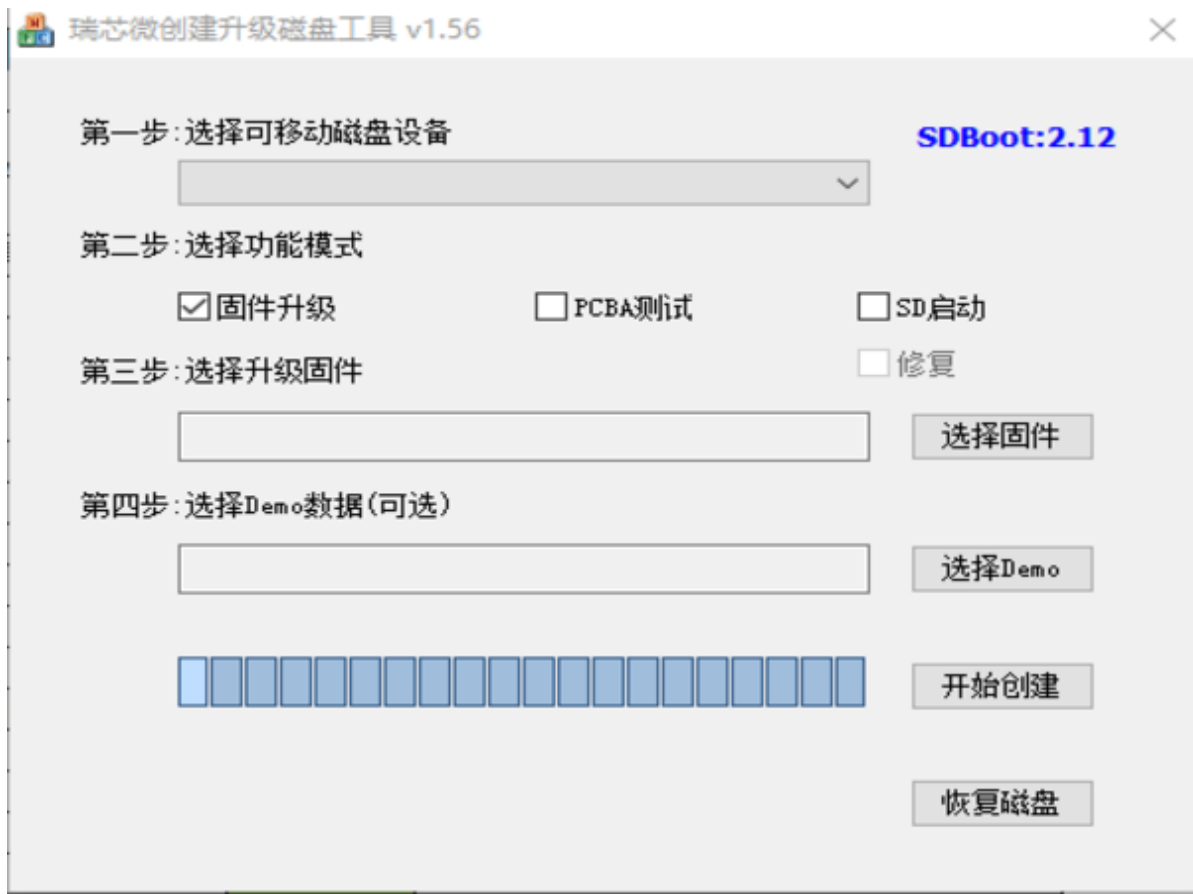 瑞芯微创建升级磁盘工具 v1.56
第一步:选择可移动磁盘设备
SDBoot:2.12
第二步:选择功能模式
固件升级 PCBA测试 SD启动
修复
第三步:选择升级固件
选择固件
第四步:选择Demo数据(可选)
选择Demo
开始创建
恢复磁盘